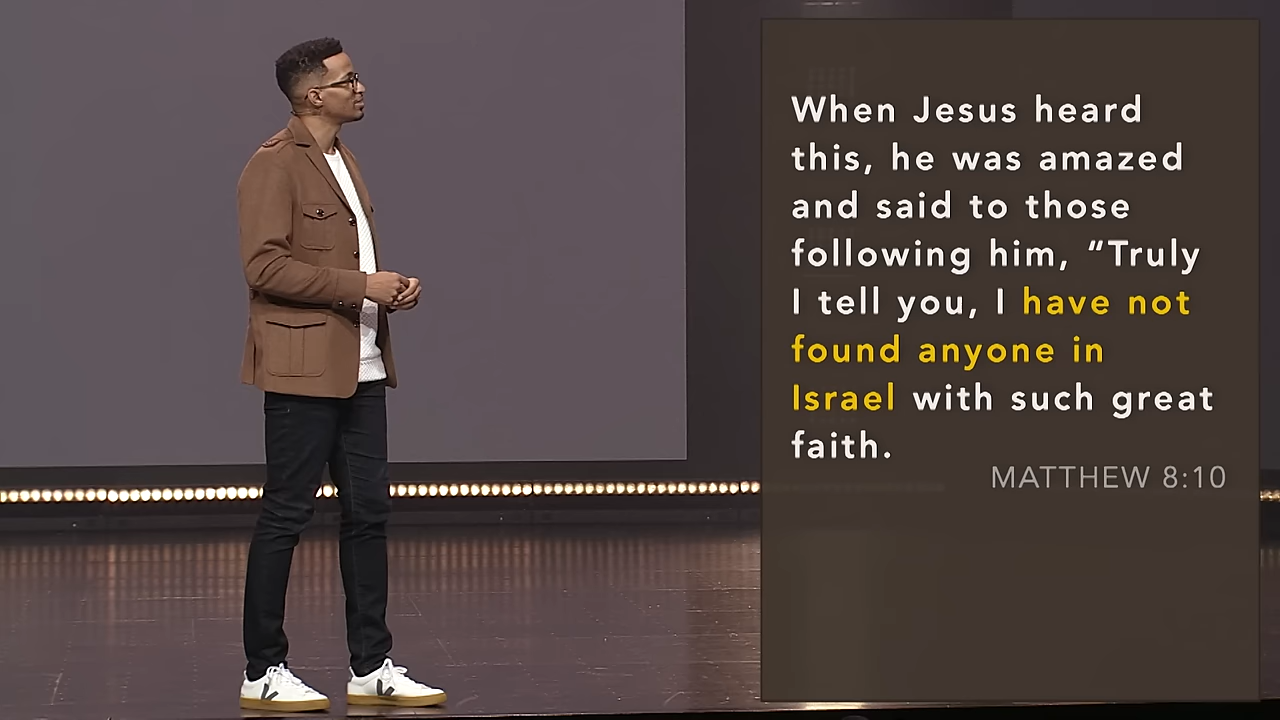 When Jesus heard
this, he was amazed
and said to those
following him, “Truly
I tell you, I have not
found anyone in
Israel with such great
faith.
MATTHEW 8:10